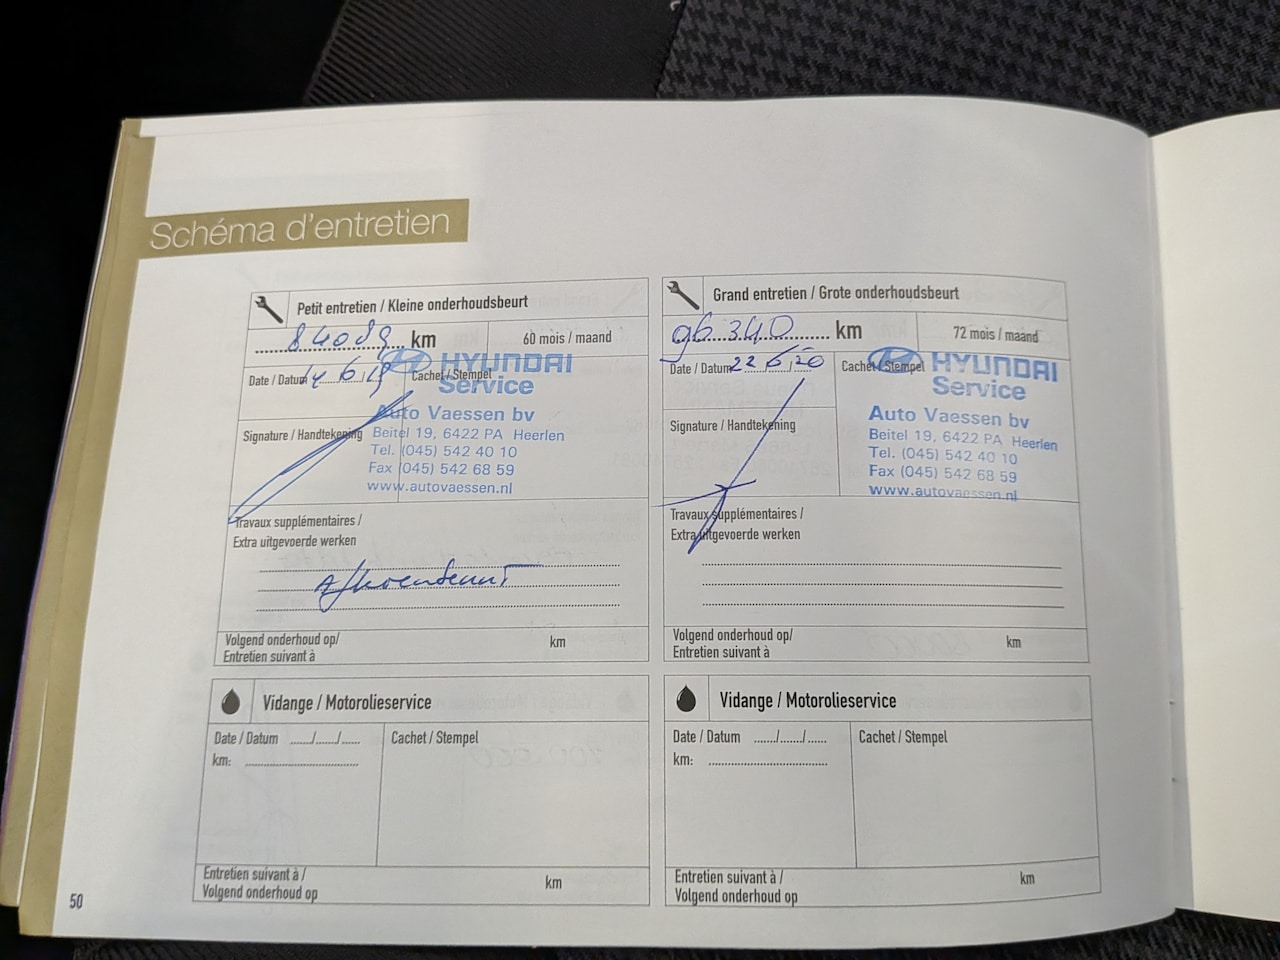 Schéma d'entretien
Petit entretien / Kleine onderhoudsbeurt
84089 km
60 mois / maand
Date / Datum 14/6/19
Cachet / Stempel
HYUNDAI
Service
Auto Vaessen bv
Beitel 19, 6422 PA Heerlen
Tel. (045) 542 40 10
Fax (045) 542 68 59
www.autovaessen.nl
Signature / Handtekening
Travaux supplémentaires /
Extra uitgevoerde werken
Volgend onderhoud op/
Entretien suivant à
km
Grand entretien / Grote onderhoudsbeurt
96340 km
72 mois / maand
Date / Datum 22/6/20
Cachet / Stempel
HYUNDAI
Service
Auto Vaessen bv
Beitel 19, 6422 PA Heerlen
Tel. (045) 542 40 10
Fax (045) 542 68 59
www.autovaessen.nl
Signature / Handtekening
Travaux supplémentaires /
Extra uitgevoerde werken
Volgend onderhoud op/
Entretien suivant à
km
Vidange / Motorolieservice
Date / Datum ....../....../......
Cachet / Stempel
km:
Entretien suivant à /
Volgend onderhoud op
km
Vidange / Motorolieservice
Date / Datum ....../....../......
Cachet / Stempel
km:
Entretien suivant à /
Volgend onderhoud op
km
50